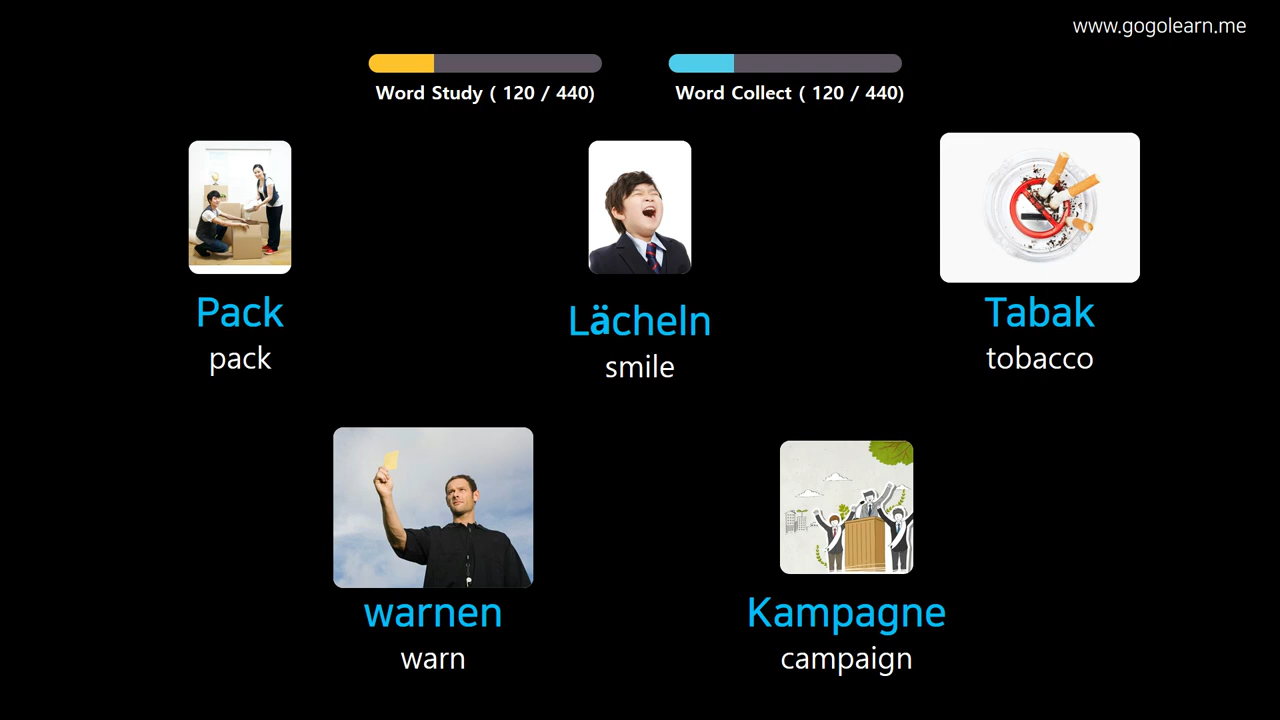 www.gogolearn.me
Word Study ( 120 / 440)
Word Collect ( 120 / 440)
Pack
pack
Lächeln
smile
Tabak
tobacco
warnen
warn
Kampagne
campaign